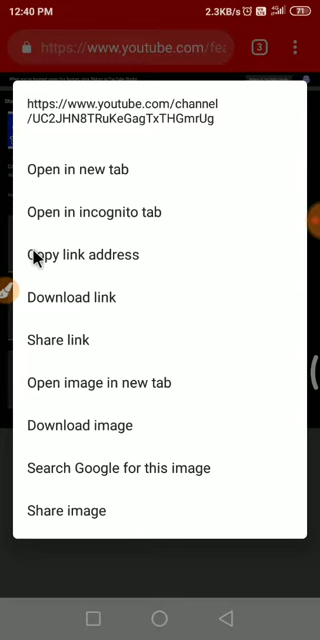 12:40 PM
2.3KB/s
71
https://www.youtube.com/fea
3
https://www.youtube.com/channel
/UC2JHN8TRuKeGagTxTHGmrUg
Open in new tab
Open in incognito tab
Copy link address
Download link
Share link
Open image in new tab
Download image
Search Google for this image
Share image